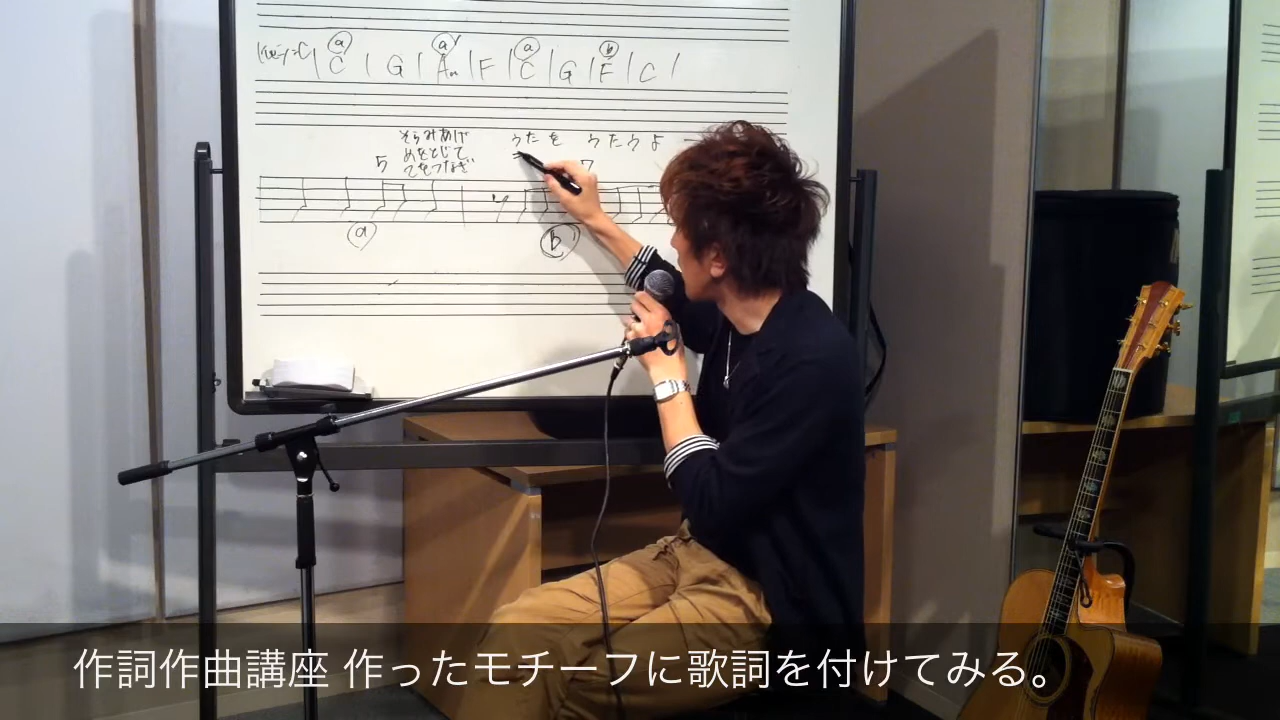 (Key)=C | C | G | Am | F | C | G | F | C |
a a' a b
そらみあげ うたを うたうよ
めをとじて
てをつなぎ
5 7
a b'
作詞作曲講座 作ったモチーフに歌詞を付けてみる。